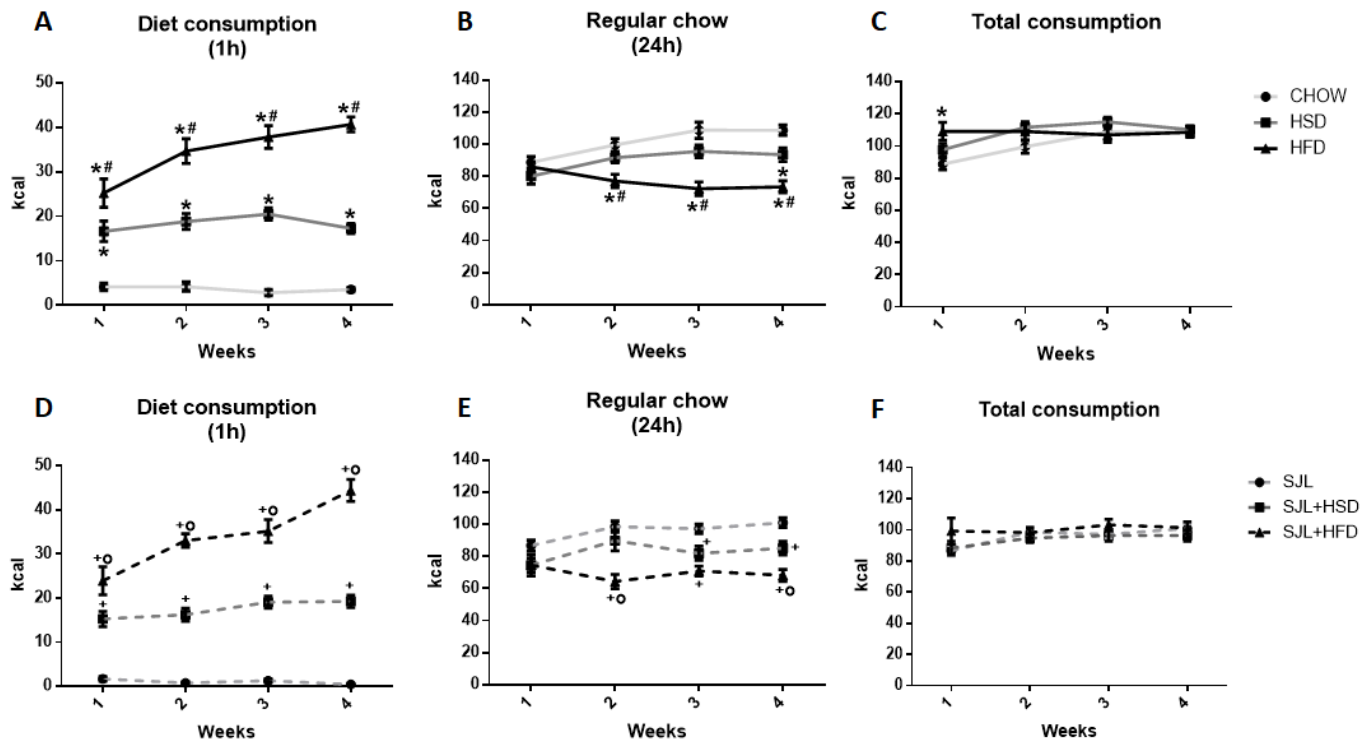 A
Diet consumption
(1h)
kcal
50
40
30
20
10
0
*#
*#
*#
*#
*
*
*
*
1
2
3
4
Weeks
B
Regular chow
(24h)
kcal
140
120
100
80
60
40
20
0
*
*#
*#
*#
1
2
3
4
Weeks
C
Total consumption
kcal
140
120
100
80
60
40
20
0
*
1
2
3
4
Weeks
CHOW
HSD
HFD
D
Diet consumption
(1h)
kcal
50
40
30
20
10
0
+O
+O
+O
+O
+
+
+
+
1
2
3
4
Weeks
E
Regular chow
(24h)
kcal
140
120
100
80
60
40
20
0
+
+
+O
+
+O
1
2
3
4
Weeks
F
Total consumption
kcal
140
120
100
80
60
40
20
0
1
2
3
4
Weeks
SJL
SJL+HSD
SJL+HFD